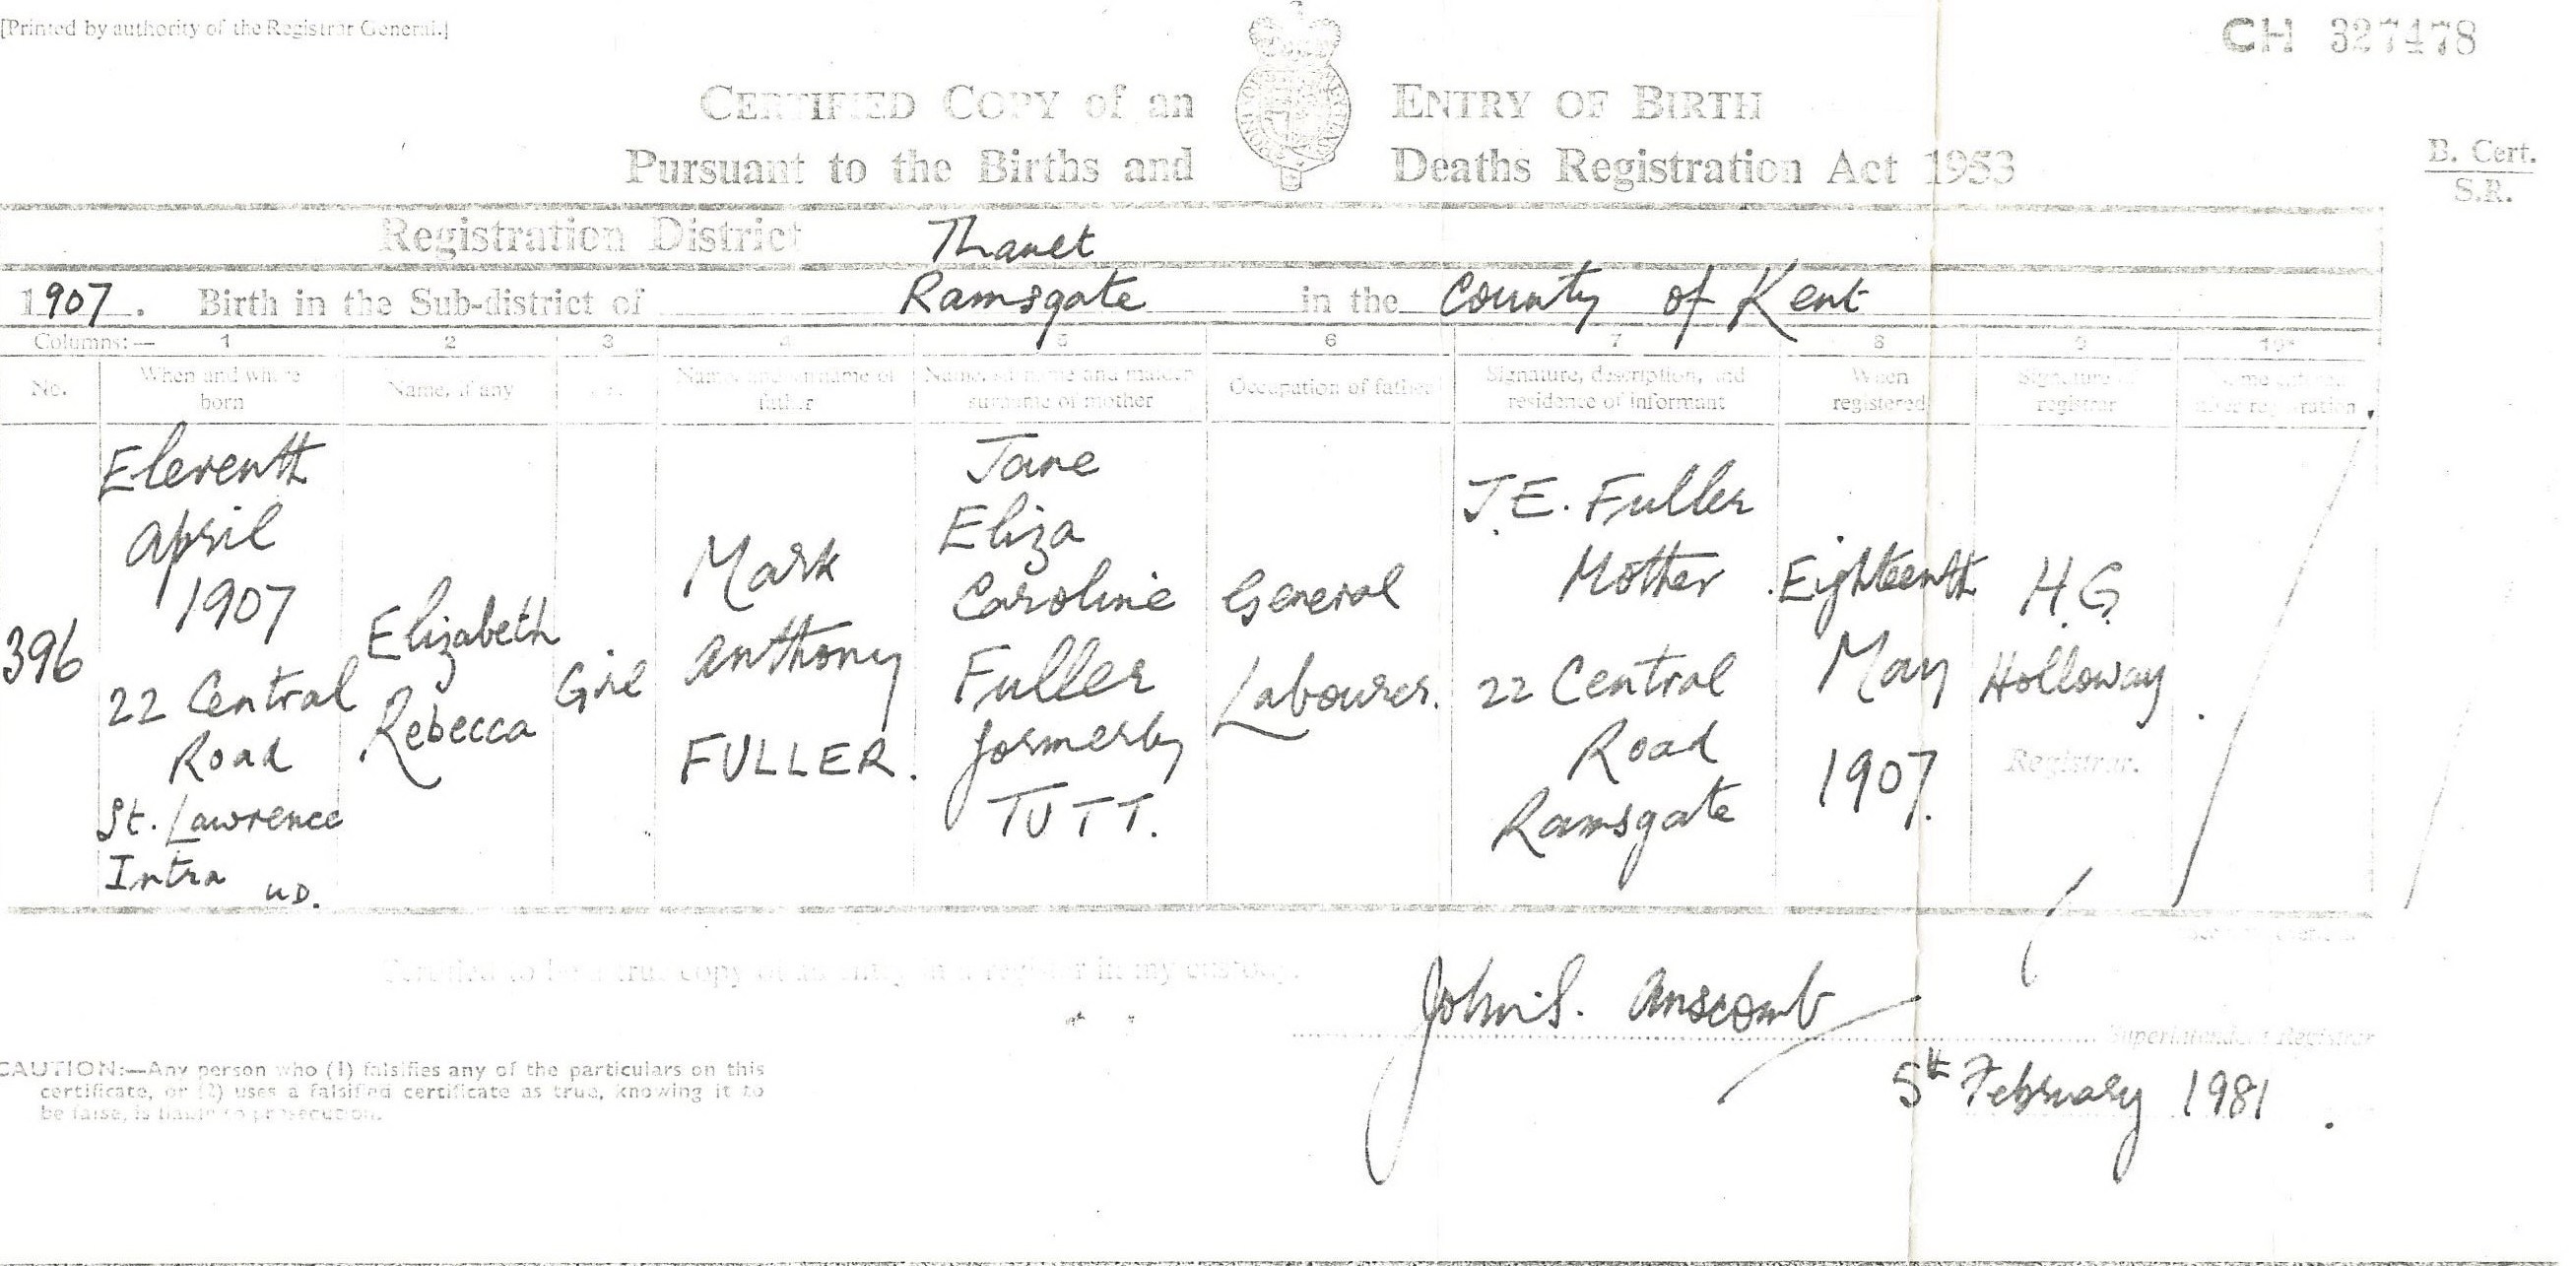 [Printed by authority of the Registrar General.]
CH 327478
CERTIFIED COPY of an ENTRY OF BIRTH
Pursuant to the Births and Deaths Registration Act 1953
B. Cert.
S.R.
Registration District Thanet
1907. Birth in the Sub-district of Ramsgate in the County of Kent
Columns:— 1 2 3 4 5 6 7 8 9 10*
No.
When and where
born
Name, if any
Name and surname of
father
Name, surname and maiden
surname of mother
Occupation of father
Signature, description, and
residence of informant
When
registered
Signature of
registrar
registration
396
Eleventh
April
1907
22 Central
Road
St. Lawrence
Intra
U.D.
Elizabeth
Rebecca
Girl
Mark
Anthony
FULLER.
Jane
Eliza
Caroline
Fuller
formerly
TUTT.
General
Labourer.
J.E. Fuller
Mother
22 Central
Road
Ramsgate
Eighteenth
May
1907.
H.G.
Holloway.
Registrar.
Certified to be a true copy of an entry in a register in my custody.
John S. Anscomb
Superintendent Registrar
5th February 1981.
CAUTION:—Any person who (1) falsifies any of the particulars on this
certificate, or (2) uses a falsified certificate as true, knowing it to
be false, is liable to prosecution.